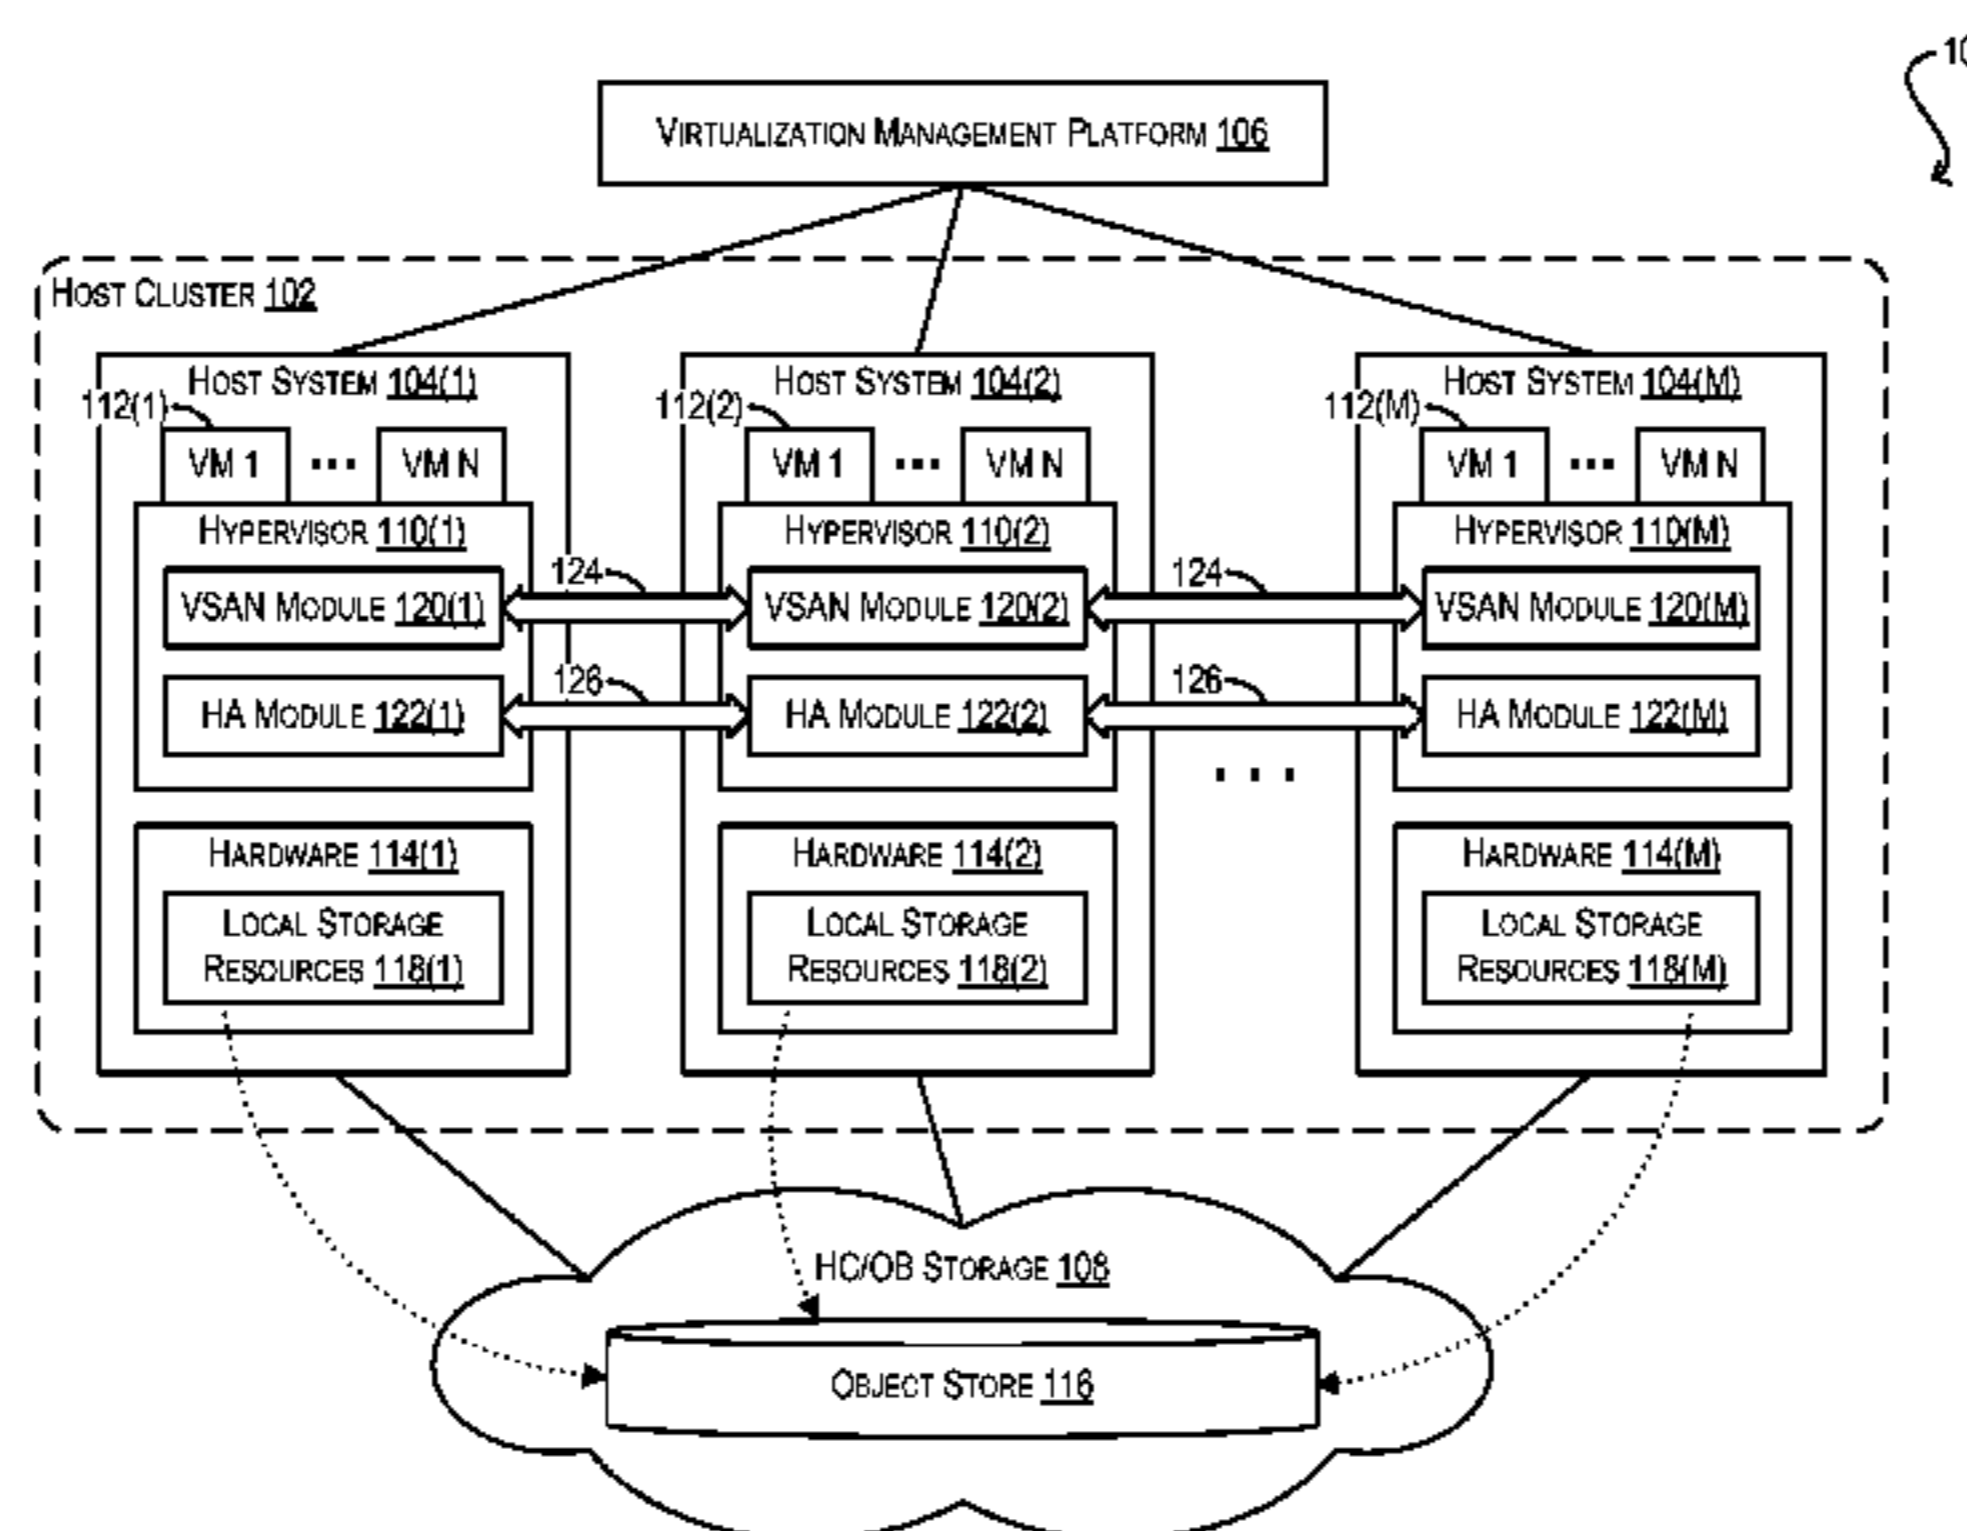 10
VIRTUALIZATION MANAGEMENT PLATFORM 106
HOST CLUSTER 102
HOST SYSTEM 104(1)
112(1)
VM 1 ... VM N
HYPERVISOR 110(1)
VSAN MODULE 120(1)
HA MODULE 122(1)
HARDWARE 114(1)
LOCAL STORAGE
RESOURCES 118(1)
124
126
HOST SYSTEM 104(2)
112(2)
VM 1 ... VM N
HYPERVISOR 110(2)
VSAN MODULE 120(2)
HA MODULE 122(2)
HARDWARE 114(2)
LOCAL STORAGE
RESOURCES 118(2)
124
126
...
HOST SYSTEM 104(M)
112(M)
VM 1 ... VM N
HYPERVISOR 110(M)
VSAN MODULE 120(M)
HA MODULE 122(M)
HARDWARE 114(M)
LOCAL STORAGE
RESOURCES 118(M)
HC/OB STORAGE 108
OBJECT STORE 116